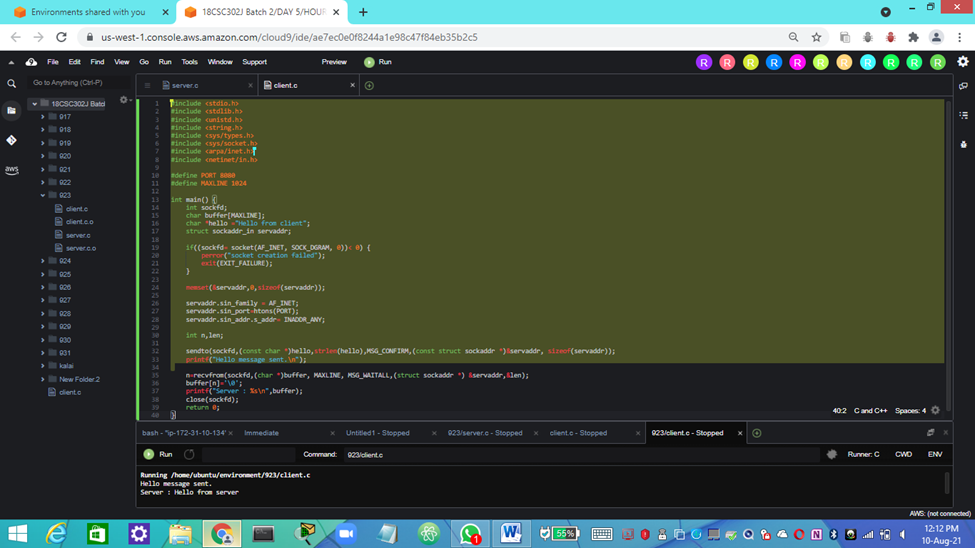 Environments shared with you
18CSC302J Batch 2/DAY 5/HOUR
us-west-1.console.aws.amazon.com/cloud9/ide/ae7ec0e0f8244a1e98c47f84eb35b2c5
File Edit Find View Go Run Tools Window Support Preview Run
R R R R R R R R R R R
Go to Anything (Ctrl-P)
server.c
client.c
18CSC302J Batc
917
918
919
920
921
922
923
client.c
client.c.o
server.c
server.c.o
924
925
926
927
928
929
930
931
kalai
New Folder.2
client.c
aws
1 #include <stdio.h>
2 #include <stdlib.h>
3 #include <unistd.h>
4 #include <string.h>
5 #include <sys/types.h>
6 #include <sys/socket.h>
7 #include <arpa/inet.h>
8 #include <netinet/in.h>
9
10 #define PORT 8080
11 #define MAXLINE 1024
12
13 int main() {
14 int sockfd;
15 char buffer[MAXLINE];
16 char *hello ="Hello from client";
17 struct sockaddr_in servaddr;
18
19 if((sockfd= socket(AF_INET, SOCK_DGRAM, 0))< 0) {
20 perror("socket creation failed");
21 exit(EXIT_FAILURE);
22 }
23
24 memset(&servaddr,0,sizeof(servaddr));
25
26 servaddr.sin_family = AF_INET;
27 servaddr.sin_port=htons(PORT);
28 servaddr.sin_addr.s_addr= INADDR_ANY;
29
30 int n,len;
31
32 sendto(sockfd,(const char *)hello,strlen(hello),MSG_CONFIRM,(const struct sockaddr *)&servaddr, sizeof(servaddr));
33 printf("Hello message sent.\n");
34
35 n=recvfrom(sockfd,(char *)buffer, MAXLINE, MSG_WAITALL,(struct sockaddr *) &servaddr,&len);
36 buffer[n]='\0';
37 printf("Server : %s\n",buffer);
38 close(sockfd);
39 return 0;
40 }
40:2 C and C++ Spaces: 4
bash - "ip-172-31-10-134"
Immediate
Untitled1 - Stopped
923/server.c - Stopped
client.c - Stopped
923/client.c - Stopped
Run
Command: 923/client.c
Runner: C CWD ENV
Running /home/ubuntu/environment/923/client.c
Hello message sent.
Server : Hello from server
AWS: (not connected)
55%
12:12 PM
10-Aug-21